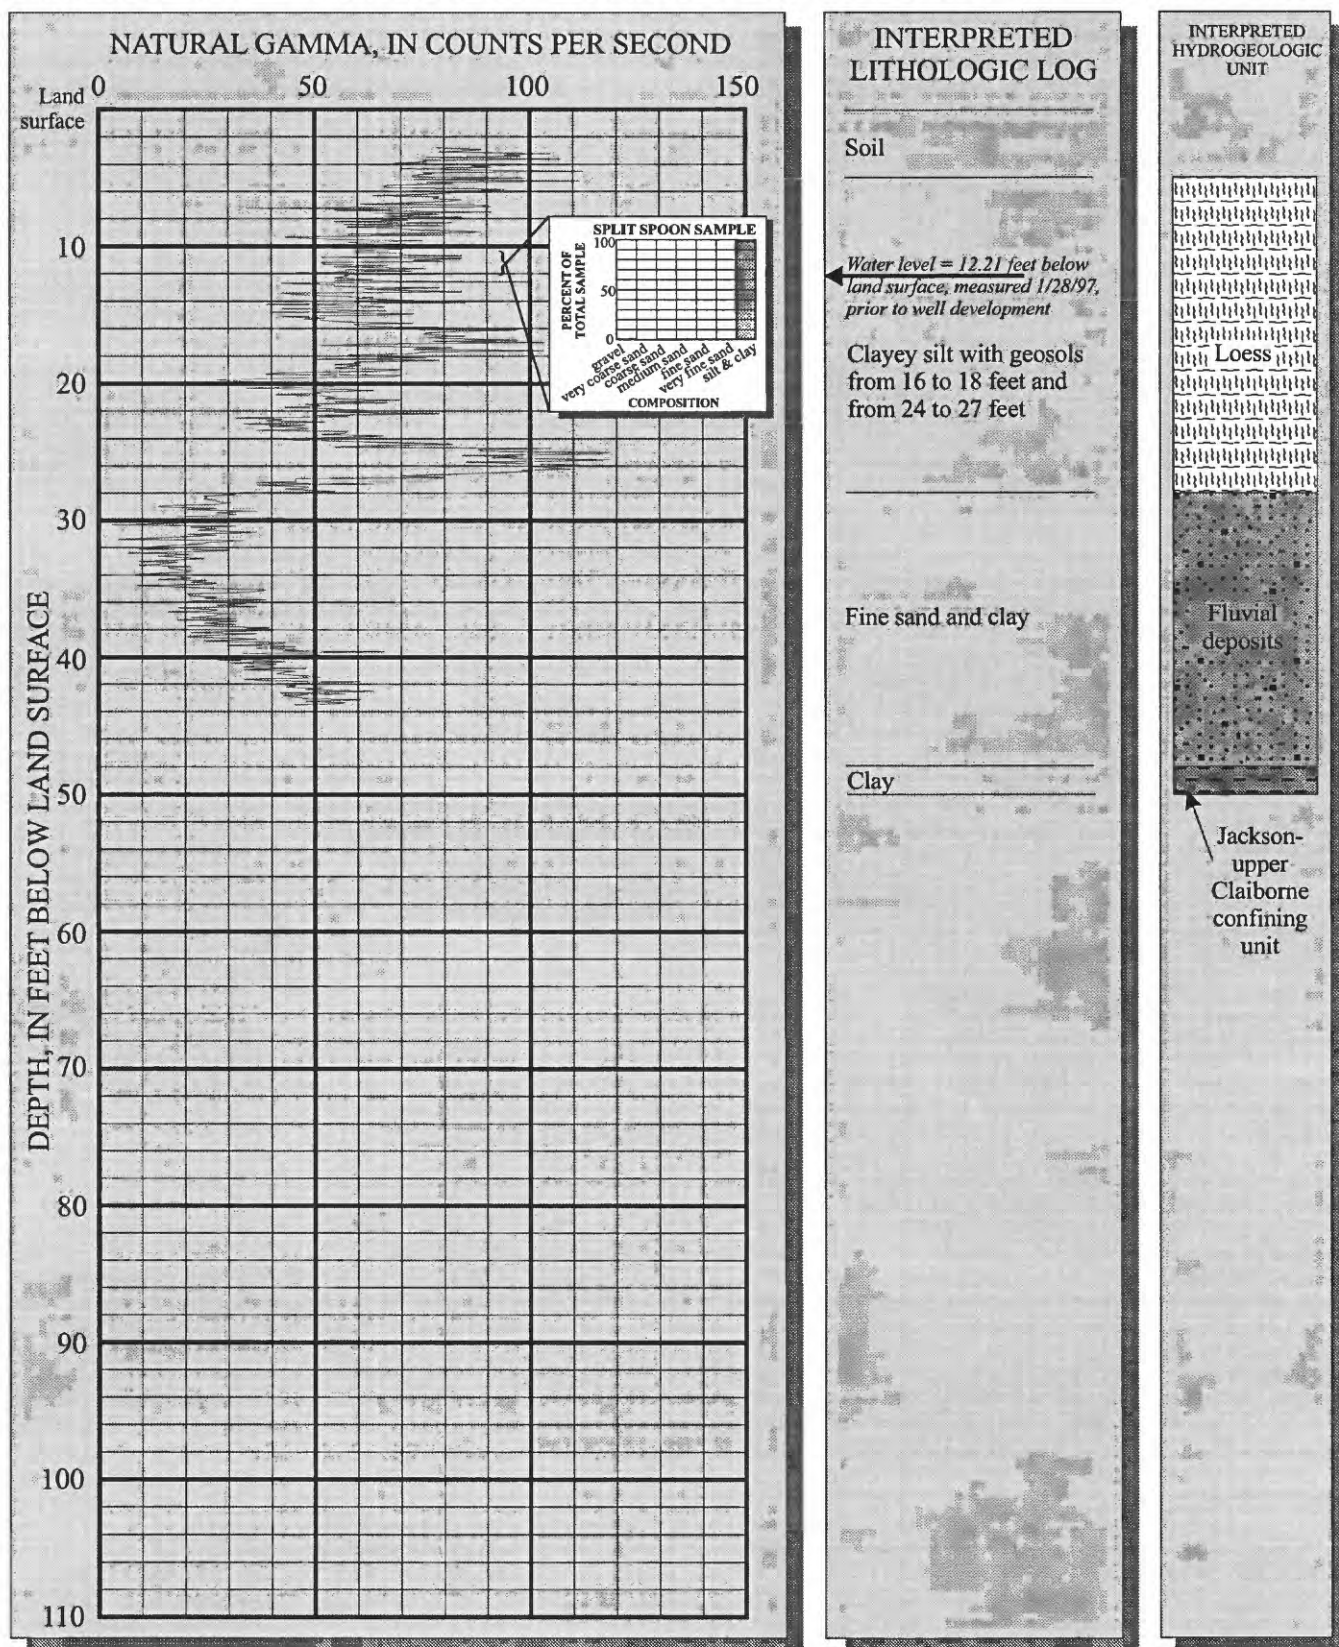 NATURAL GAMMA, IN COUNTS PER SECOND
0 50 100 150
Land
surface
10
20
30
40
50
60
70
80
90
100
110
DEPTH, IN FEET BELOW LAND SURFACE
SPLIT SPOON SAMPLE
PERCENT OF
TOTAL SAMPLE
100
50
0
gravel
very coarse sand
coarse sand
medium sand
fine sand
very fine sand
silt & clay
COMPOSITION
INTERPRETED
LITHOLOGIC LOG
Soil
Water level = 12.21 feet below
land surface, measured 1/28/97,
prior to well development
Clayey silt with geosols
from 16 to 18 feet and
from 24 to 27 feet
Fine sand and clay
Clay
INTERPRETED
HYDROGEOLOGIC
UNIT
Loess
Fluvial
deposits
Jackson-
upper
Claiborne
confining
unit